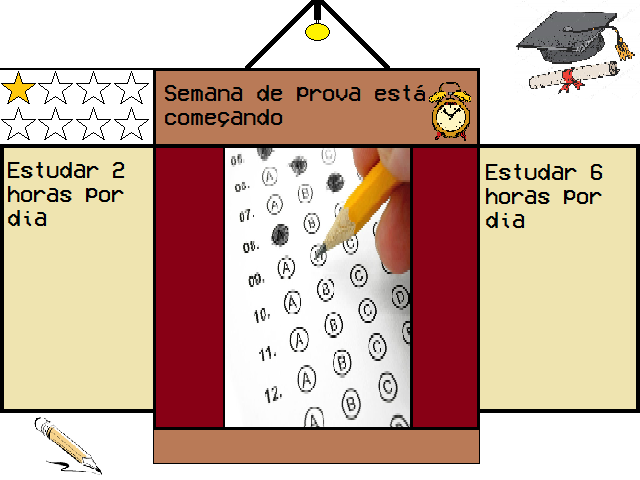 Semana de prova está
começando
Estudar 2
horas por
dia
Estudar 6
horas por
dia
06.
07.
08.
09.
10.
11.
12.
A
B
A
B
A
C
A
B
C
A
B
C
D
A
B
C
A
B
C
A
B
C